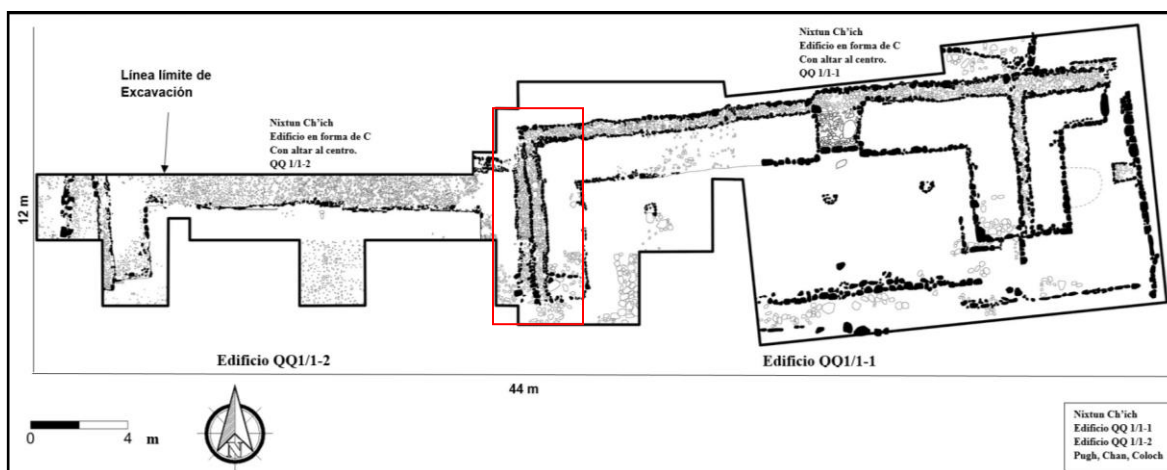 Nixtun Ch’ich
Edificio en forma de C
Con altar al centro.
QQ 1/1-1
Línea límite de
Excavación
Nixtun Ch’ich
Edificio en forma de C
Con altar al centro.
QQ 1/1-2
12 m
Edificio QQ1/1-2
Edificio QQ1/1-1
44 m
0 4 m
N
Nixtun Ch’ich
Edificio QQ 1/1-1
Edificio QQ 1/1-2
Pugh, Chan, Coloch